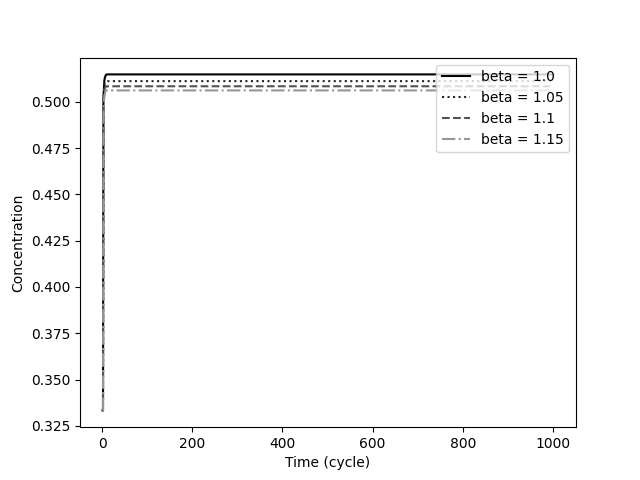 beta = 1.0
beta = 1.05
beta = 1.1
beta = 1.15
0.500
0.475
0.450
0.425
0.400
0.375
0.350
0.325
Concentration
0
200
400
600
800
1000
Time (cycle)